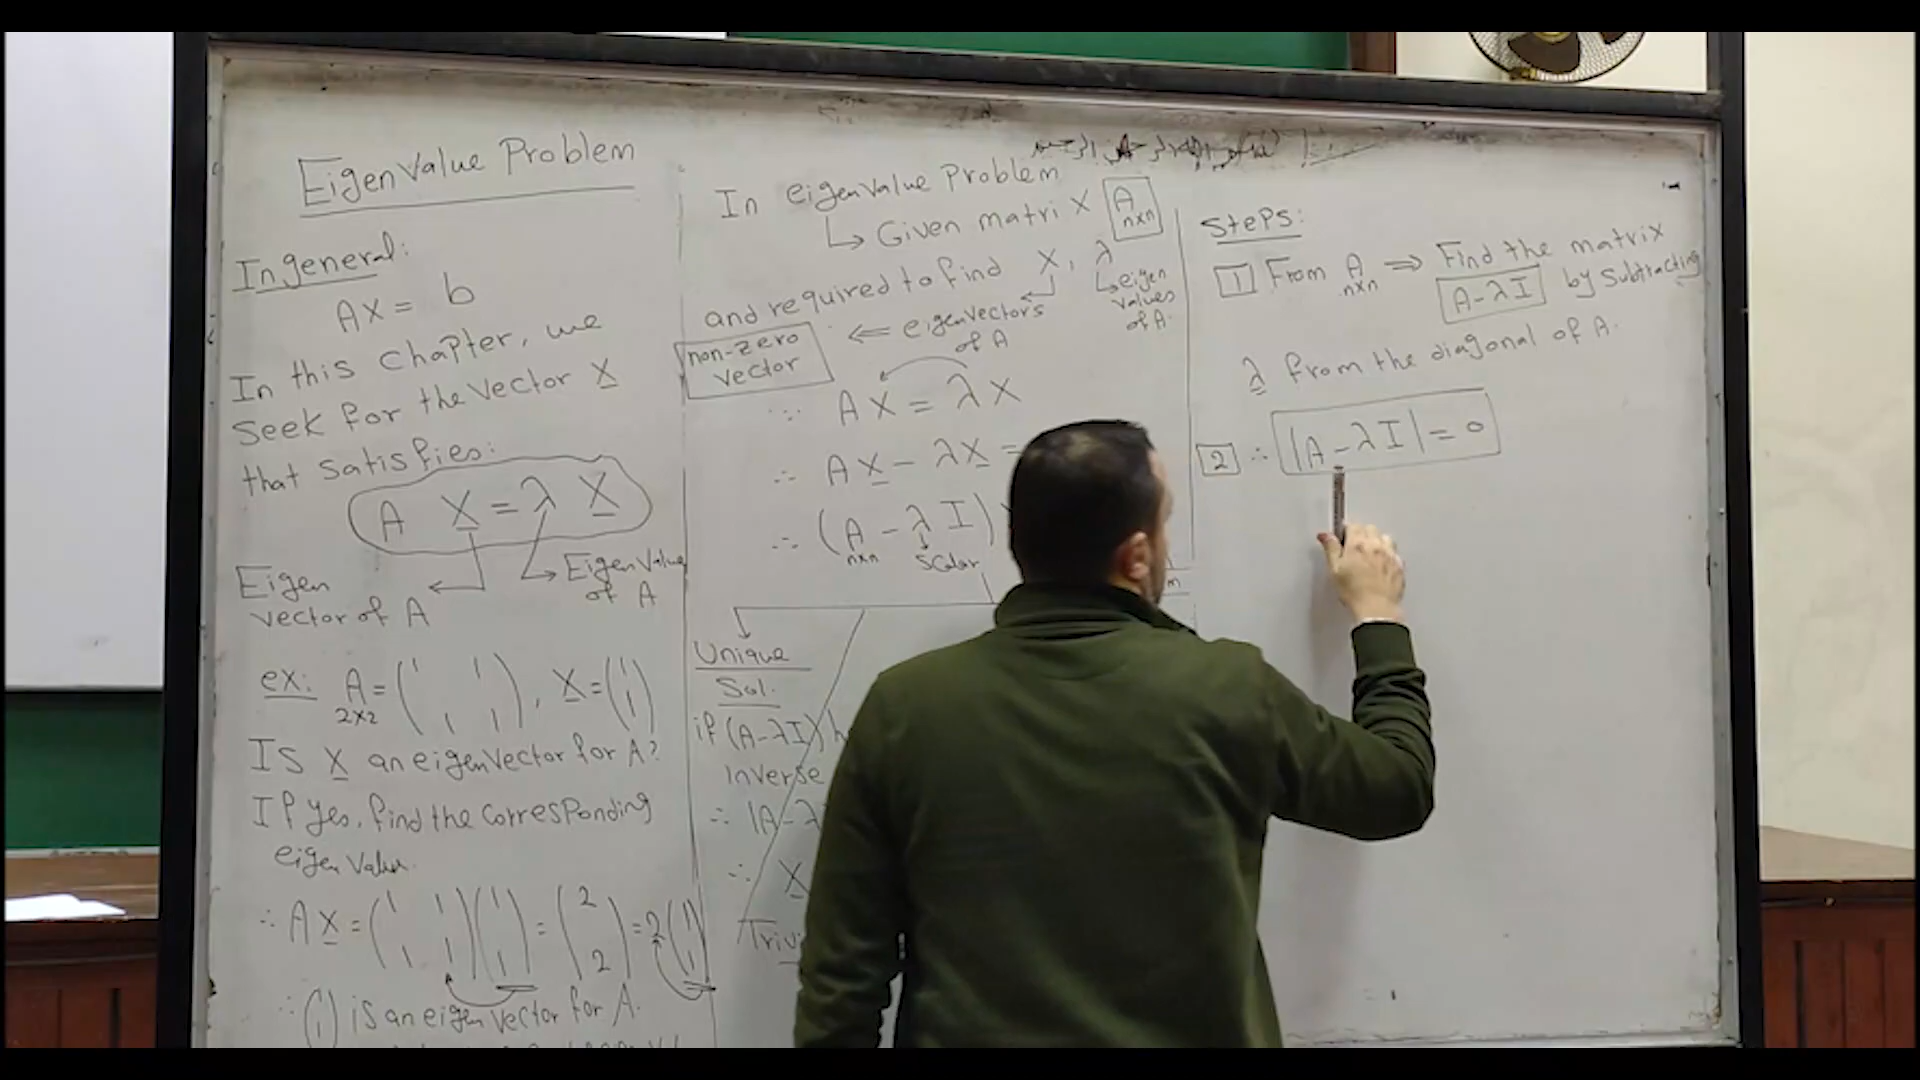 EigenValue Problem
In general:
AX = b
In this chapter, we
seek for the vector X
that satisfies:
A X = λ X
Eigen
vector of A
EigenValue
of A
ex: A = ( 1 1 1 1 ), X = ( 1 1 )
2x2
Is X an eigenvector for A?
If yes, find the corresponding
eigen value.
∴ A X = ( 1 1 1 1 ) ( 1 1 ) = ( 2 2 ) = 2 ( 1 1 )
∴ ( 1 1 ) is an eigen vector for A.
In eigenvalue Problem
↳ Given matrix A
nxn
and required to find X, λ
eigen
values
of A.
non-zero
vector
⇐ eigenvectors
of A
∵ A X = λ X
∴ A X - λ X =
∴ ( A - λ I )
nxn scalar
Unique
Sol.
if (A-λI) h
Inverse
∴ |A-λ
∴ X
Steps:
1 From A ⇒ Find the matrix
nxn
A-λI by subtracting
λ from the diagonal of A.
2 ∴ |A-λI| = 0